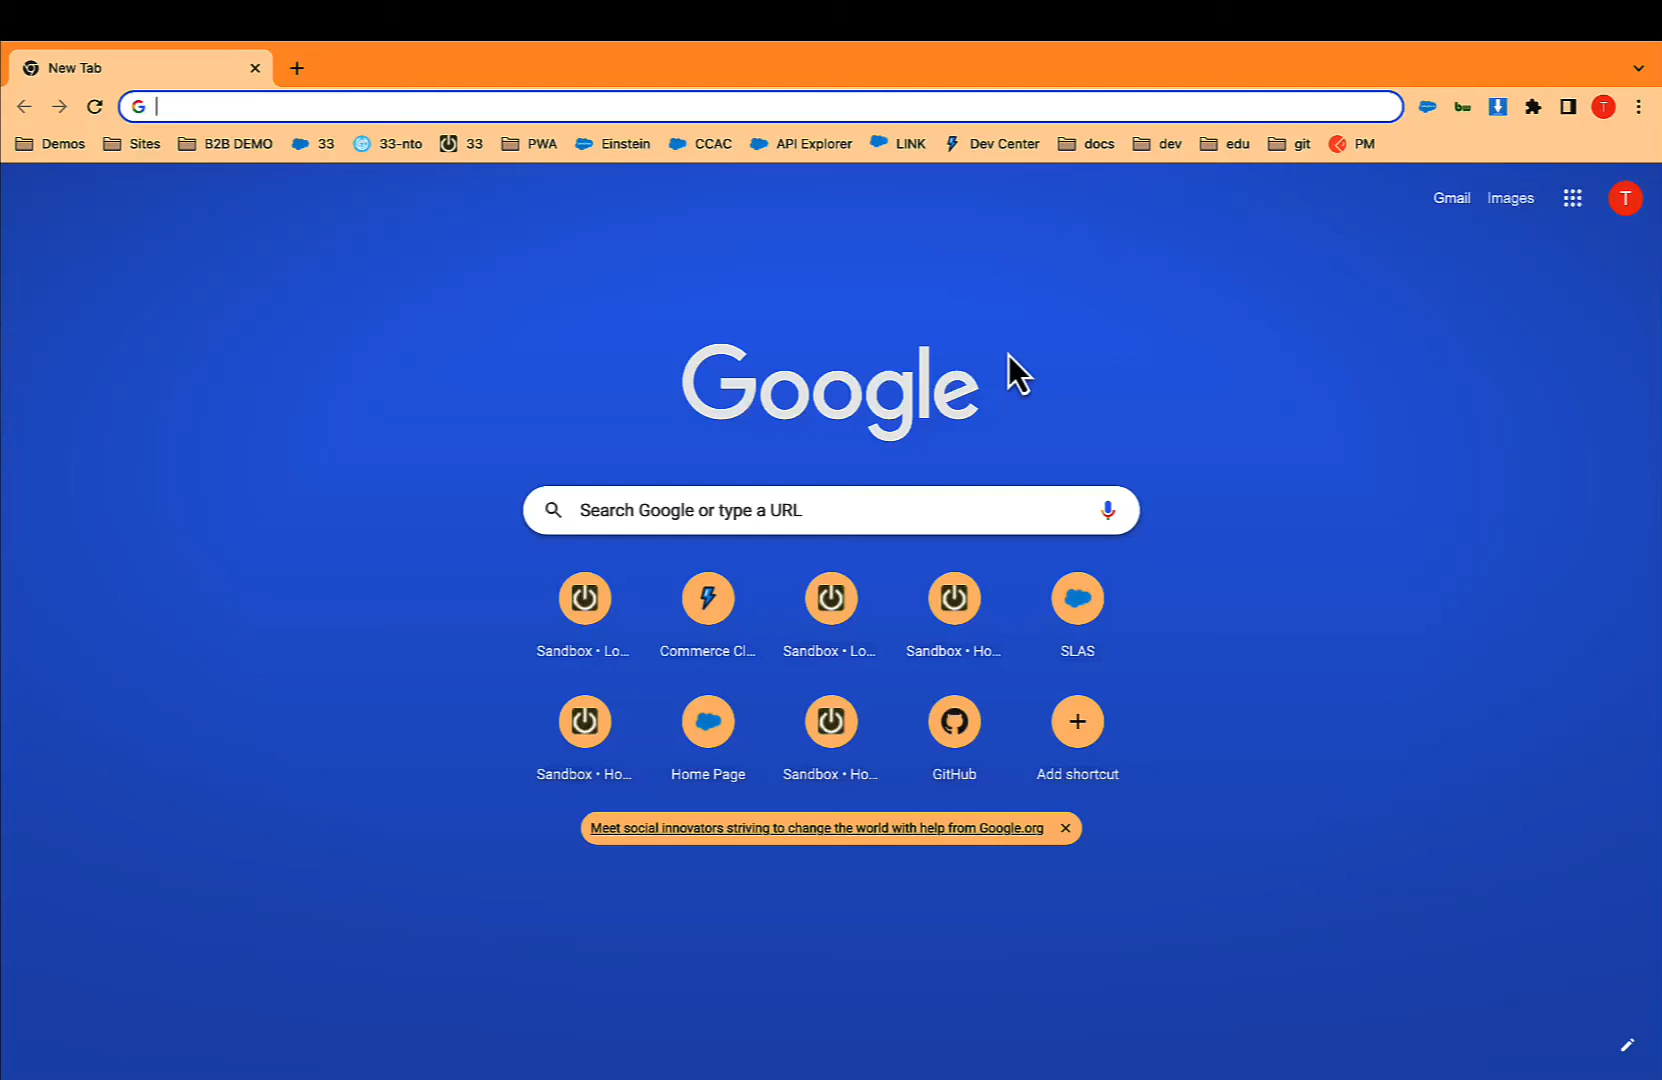 New Tab
Demos Sites B2B DEMO 33 33-nto 33 PWA Einstein CCAC API Explorer LINK Dev Center docs dev edu git PM
bw T
Gmail Images T
Google
Search Google or type a URL
Sandbox • Lo... Commerce Cl... Sandbox • Lo... Sandbox • Ho... SLAS
Sandbox • Ho... Home Page Sandbox • Ho... GitHub Add shortcut
Meet social innovators striving to change the world with help from Google.org